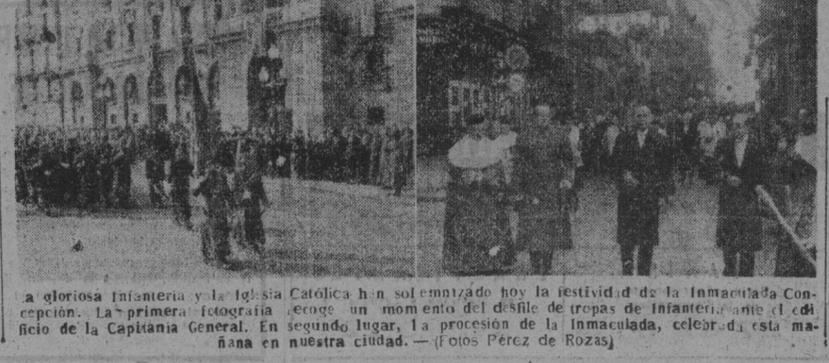 La gloriosa Infantería y la Iglesia Católica han solemnizado hoy la festividad de la Inmaculada Con-
cepción. La primera fotografía recoge un momento del desfile de tropas de Infantería ante el edi-
ficio de la Capitanía General. En segundo lugar, la procesión de la Inmaculada, celebrada esta ma-
ñana en nuestra ciudad. — (Fotos Pérez de Rozas)